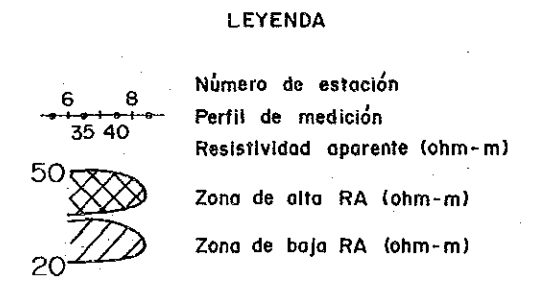 LEYENDA
6 8
Número de estación
Perfil de medición
35 40
Resistividad aparente (ohm-m)
50
Zona de alta RA (ohm-m)
Zona de baja RA (ohm-m)
20